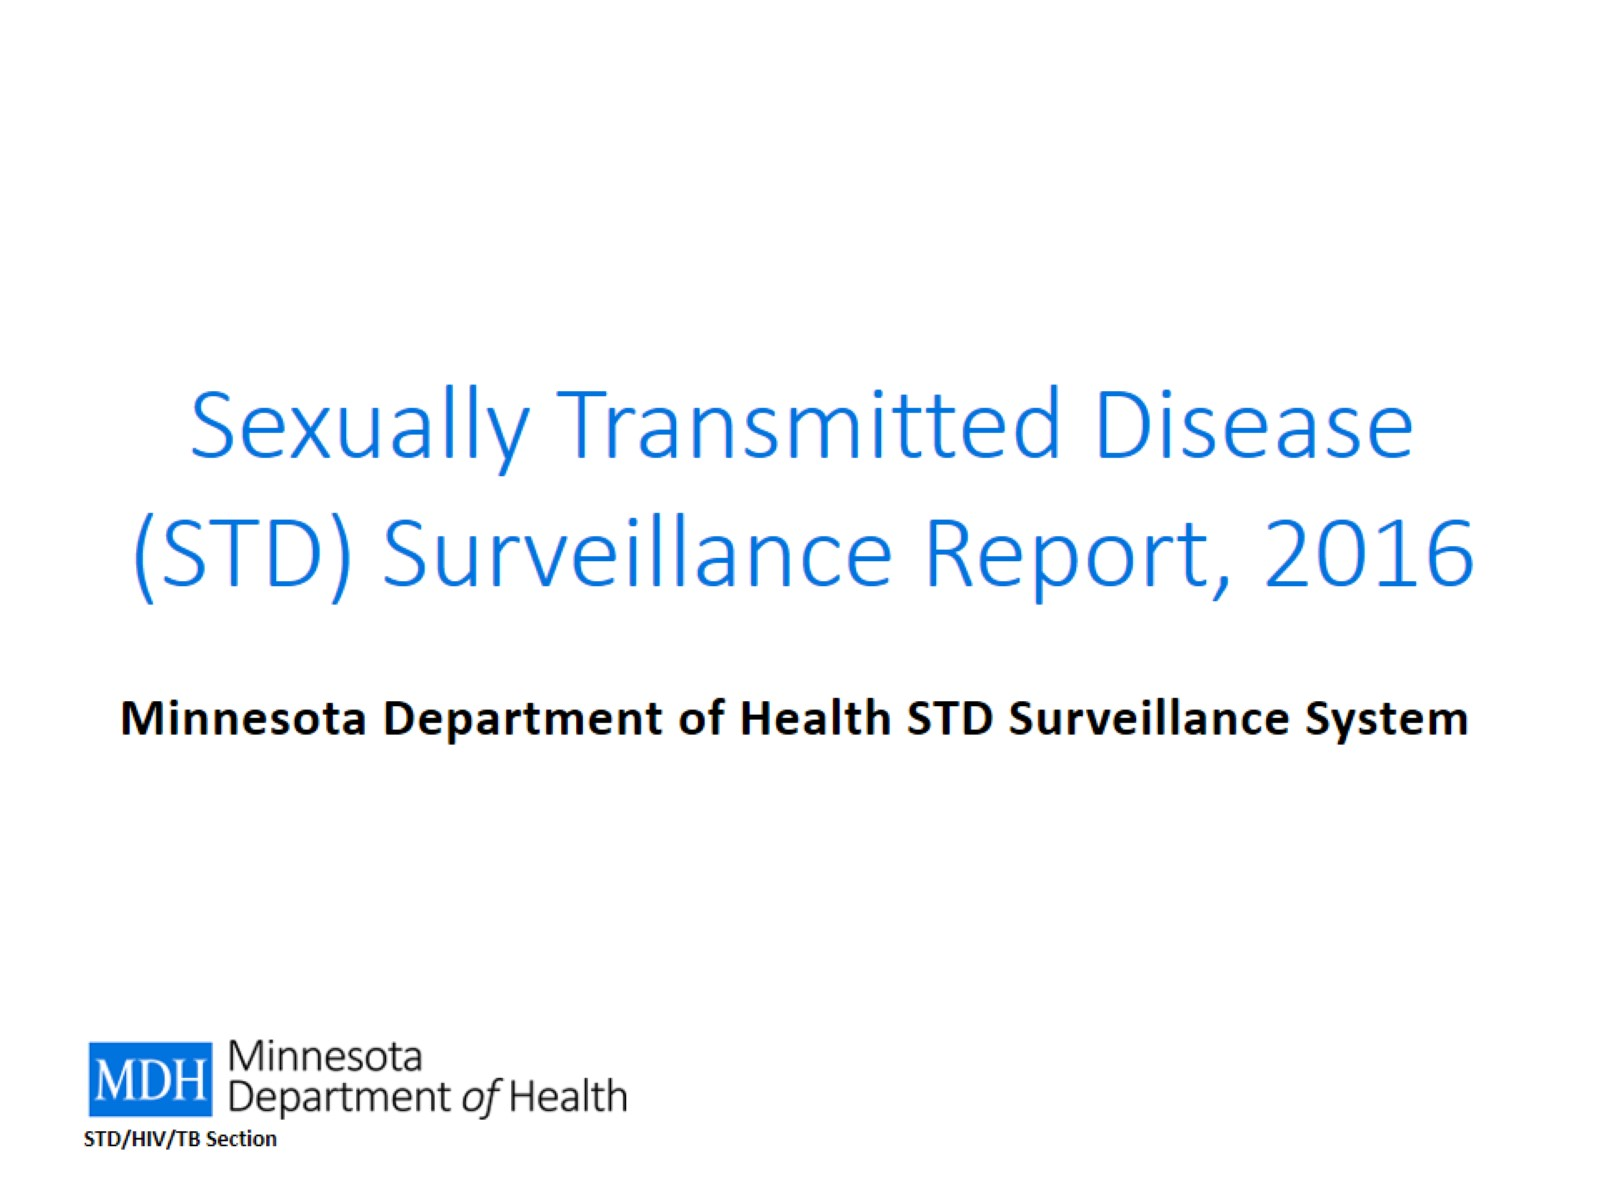 Sexually Transmitted Disease
(STD) Surveillance Report, 2016
Minnesota Department of Health STD Surveillance System
MDH
Minnesota
Department of Health
STD/HIV/TB Section